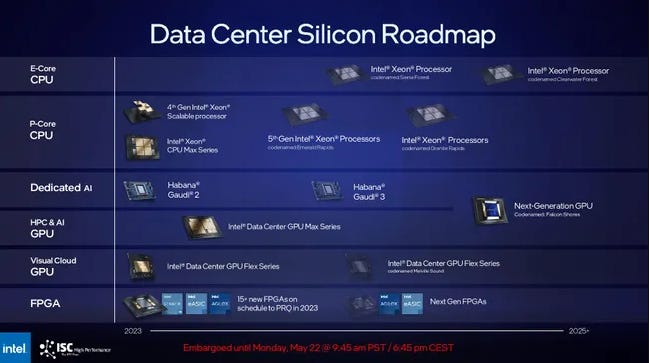 Data Center Silicon Roadmap
E-Core
CPU
Intel® Xeon® Processor
codenamed Sierra Forest
Intel® Xeon® Processor
codenamed Clearwater Forest
P-Core
CPU
4th Gen Intel® Xeon®
Scalable processor
Intel® Xeon®
CPU Max Series
5th Gen Intel® Xeon® Processors
codenamed Emerald Rapids
Intel® Xeon® Processors
codenamed Granite Rapids
Dedicated AI
Habana®
Gaudi® 2
Habana®
Gaudi® 3
Next-Generation GPU
Codenamed: Falcon Shores
HPC & AI
GPU
Intel® Data Center GPU Max Series
Visual Cloud
GPU
Intel® Data Center GPU Flex Series
Intel® Data Center GPU Flex Series
codenamed Melville Sound
FPGA
eASIC
AGILEX
15+ new FPGAs on
schedule to PRQ in 2023
AGILEX
eASIC
Next Gen FPGAs
2023
2025+
intel
ISC High Performance
Embargoed until Monday, May 22 @ 9:45 am PST / 6:45 pm CEST